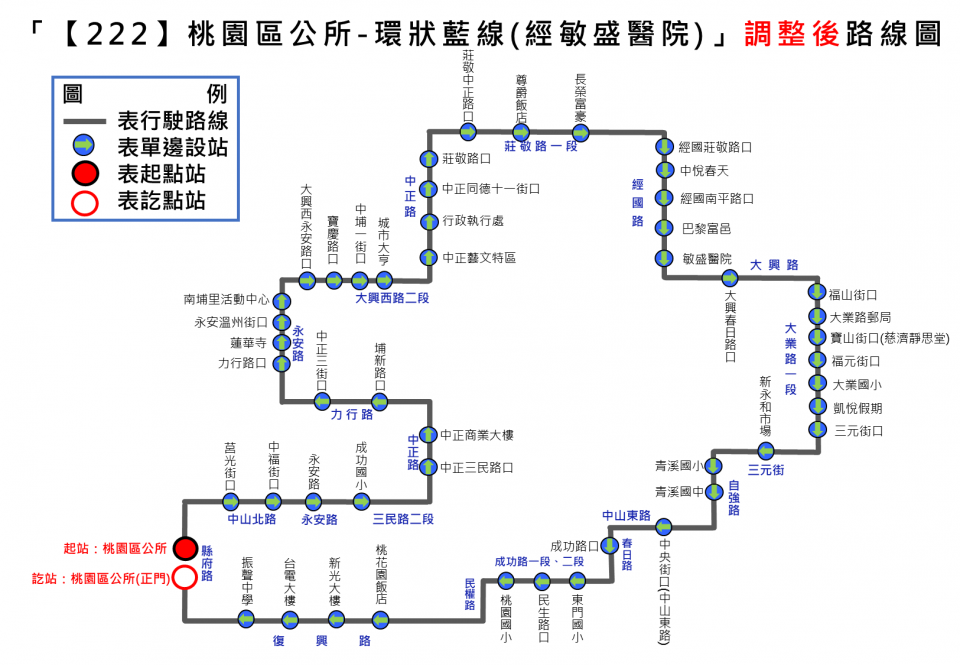 「【222】桃園區公所-環狀藍線(經敏盛醫院)」調整後路線圖
圖 例
表行駛路線
表單邊設站
表起點站
表訖點站
起站：桃園區公所
縣府路
莒光街口
中福街口
永安路
成功國小
中山北路
永安路
三民路二段
中正三民路口
中正商業大樓
中正路
埔新路口
中正三街口
力行路
力行路口
蓮華寺
永安溫州街口
南埔里活動中心
永安路
大興西永安路口
寶慶路口
中埔一街口
城市大亨
大興西路二段
中正藝文特區
行政執行處
中正同德十一街口
莊敬路口
中正路
莊敬中正路口
尊爵飯店
長榮富豪
莊敬路一段
經國莊敬路口
中悅春天
經國南平路口
巴黎富邑
敏盛醫院
經國路
大興春日路口
大興路
福山街口
大業路郵局
寶山街口(慈濟靜思堂)
福元街口
大業國小
凱悅假期
三元街口
大業路一段
新永和市場
三元街
青溪國小
青溪國中
自強路
中央街口(中山東路)
中山東路
成功路口
春日路
成功路一段、二段
東門國小
民生路口
桃園國小
民權路
桃花園飯店
新光大樓
台電大樓
振聲中學
復興路
訖站：桃園區公所(正門)